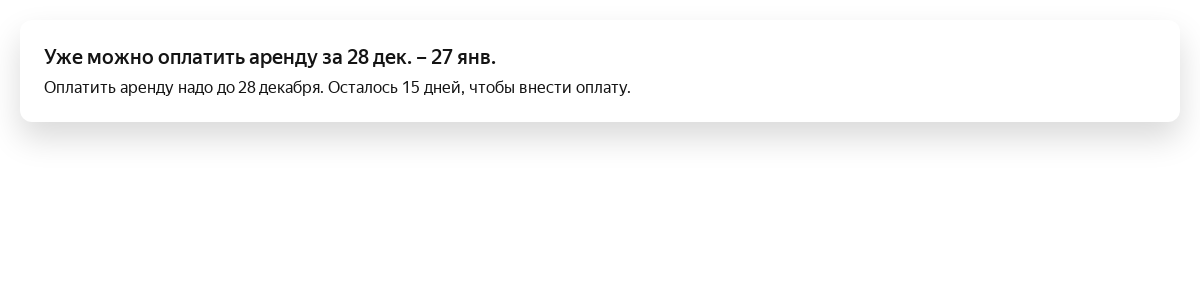 Уже можно оплатить аренду за 28 дек. – 27 янв.
Оплатить аренду надо до 28 декабря. Осталось 15 дней, чтобы внести оплату.